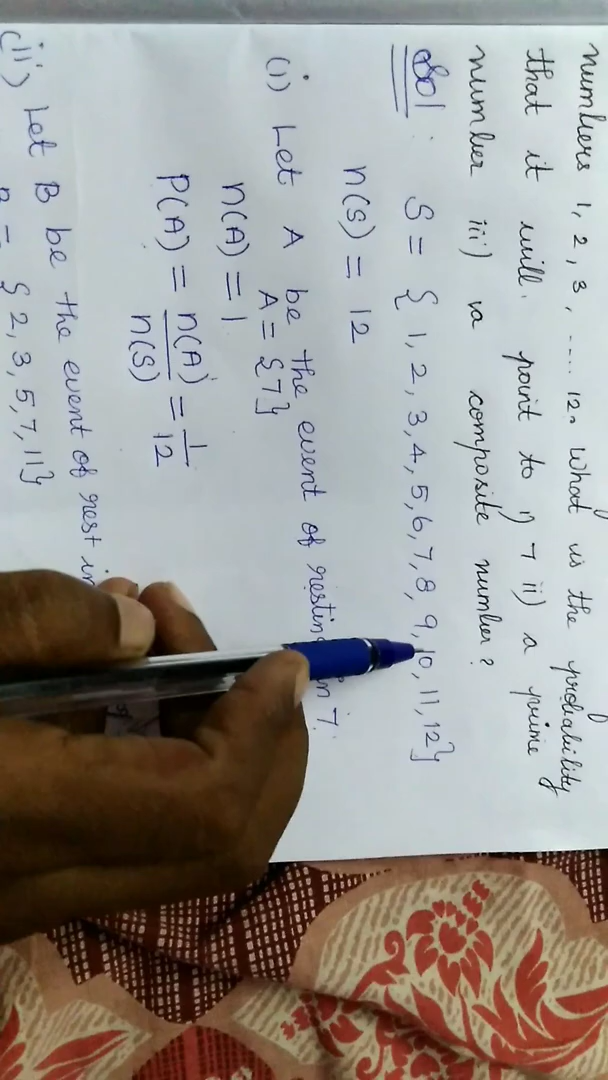 numbers 1, 2, 3, ..... 12. What is the probability
that it will point to i) 7 ii) a prime
number iii) a composite number?
Sol : S = { 1, 2, 3, 4, 5, 6, 7, 8, 9, 10, 11, 12}
n(S) = 12
(i) Let A be the event of resting in 7.
A = {7}
n(A) = 1
P(A) = n(A) / n(S) = 1 / 12
(ii) Let B be the event of rest in
= { 2, 3, 5, 7, 11}